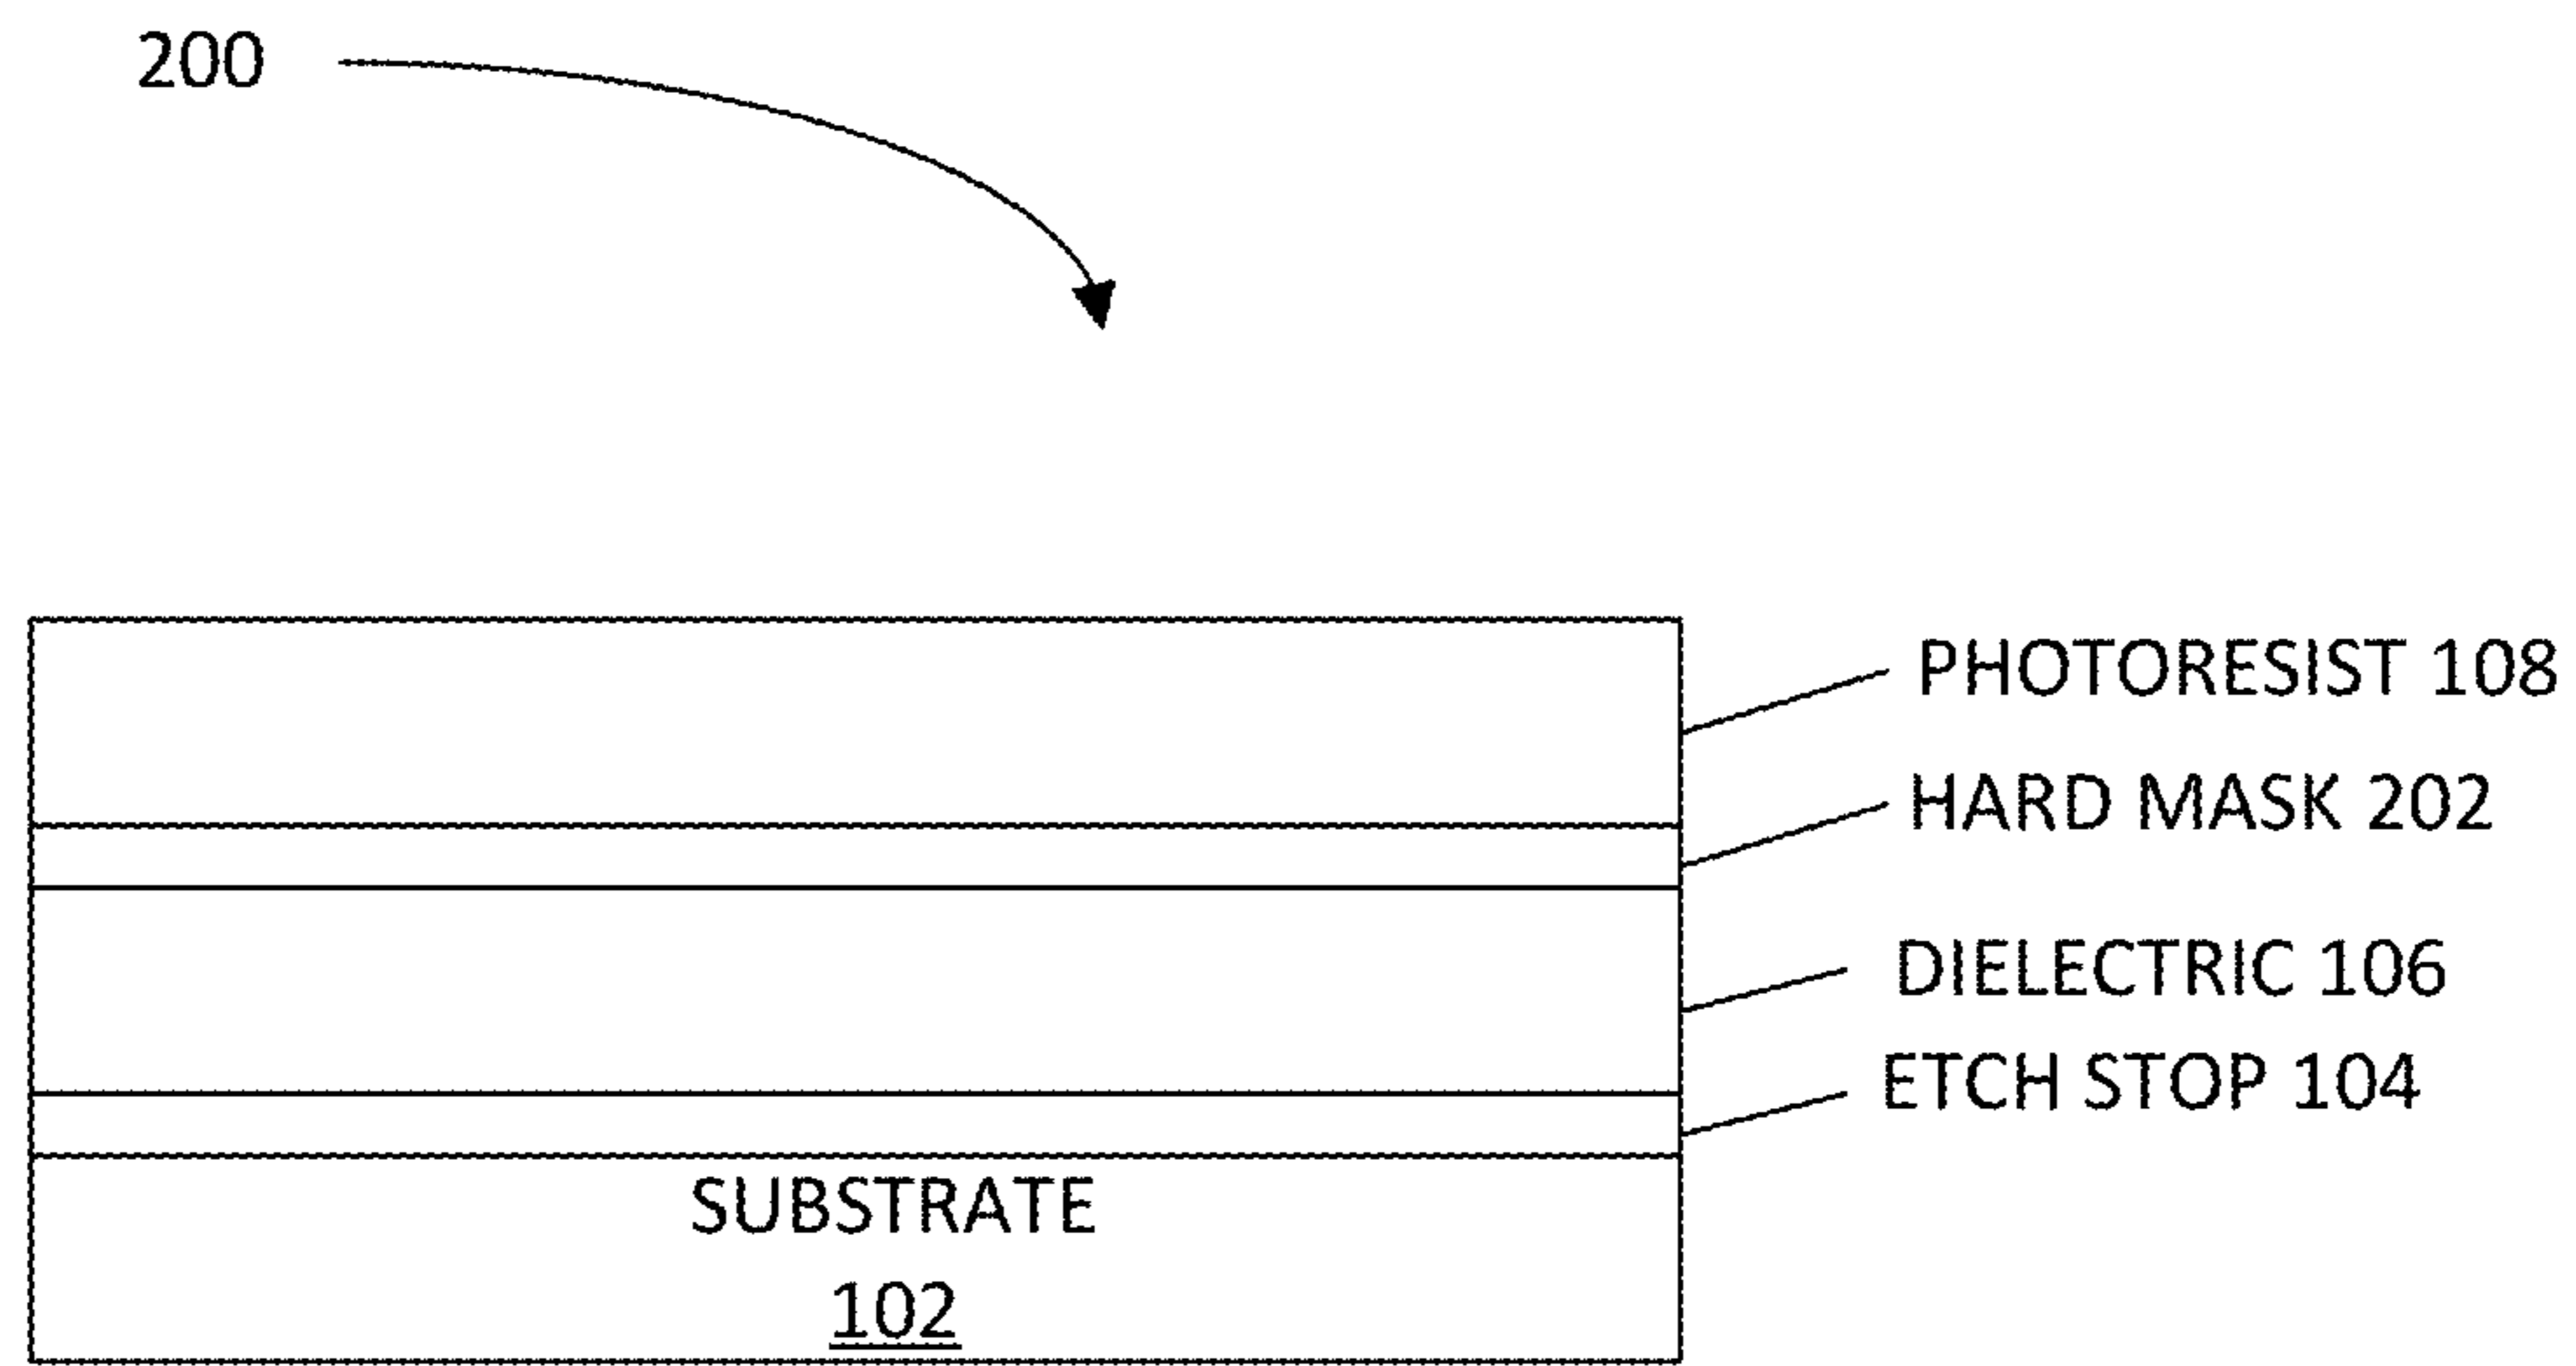 200
PHOTORESIST 108
HARD MASK 202
DIELECTRIC 106
ETCH STOP 104
SUBSTRATE
102